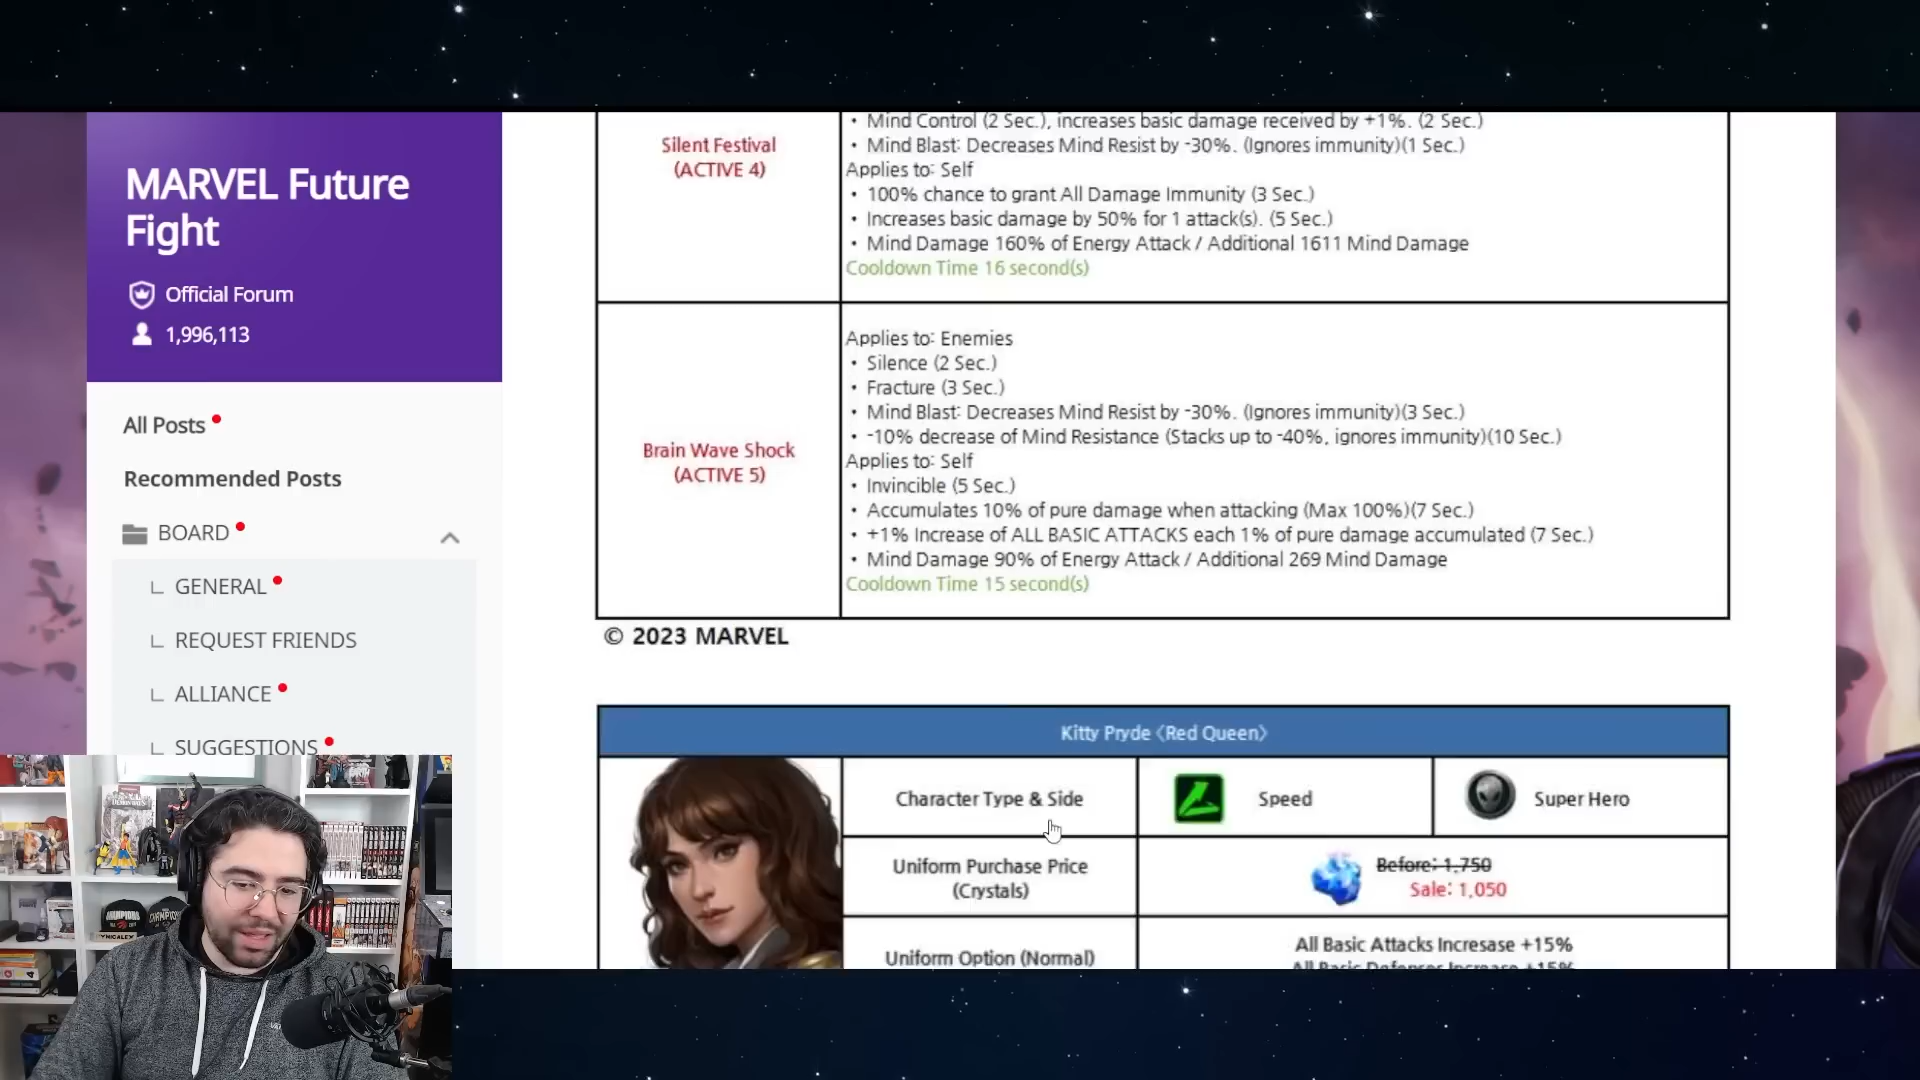 MARVEL Future
Fight
Official Forum
1,996,113
All Posts
Recommended Posts
BOARD
GENERAL
REQUEST FRIENDS
ALLIANCE
SUGGESTIONS
Silent Festival
(ACTIVE 4)
• Mind Control (2 Sec.), increases basic damage received by +1%. (2 Sec.)
• Mind Blast: Decreases Mind Resist by -30%. (Ignores immunity)(1 Sec.)
Applies to: Self
• 100% chance to grant All Damage Immunity (3 Sec.)
• Increases basic damage by 50% for 1 attack(s). (5 Sec.)
• Mind Damage 160% of Energy Attack / Additional 1611 Mind Damage
Cooldown Time 16 second(s)
Brain Wave Shock
(ACTIVE 5)
Applies to: Enemies
• Silence (2 Sec.)
• Fracture (3 Sec.)
• Mind Blast: Decreases Mind Resist by -30%. (Ignores immunity)(3 Sec.)
• -10% decrease of Mind Resistance (Stacks up to -40%, ignores immunity)(10 Sec.)
Applies to: Self
• Invincible (5 Sec.)
• Accumulates 10% of pure damage when attacking (Max 100%)(7 Sec.)
• +1% Increase of ALL BASIC ATTACKS each 1% of pure damage accumulated (7 Sec.)
• Mind Damage 90% of Energy Attack / Additional 269 Mind Damage
Cooldown Time 15 second(s)
© 2023 MARVEL
Kitty Pryde <Red Queen>
Character Type & Side
Speed
Super Hero
Uniform Purchase Price
(Crystals)
Before: 1,750
Sale: 1,050
Uniform Option (Normal)
All Basic Attacks Incresase +15%
All Basic Defenses Increase +15%